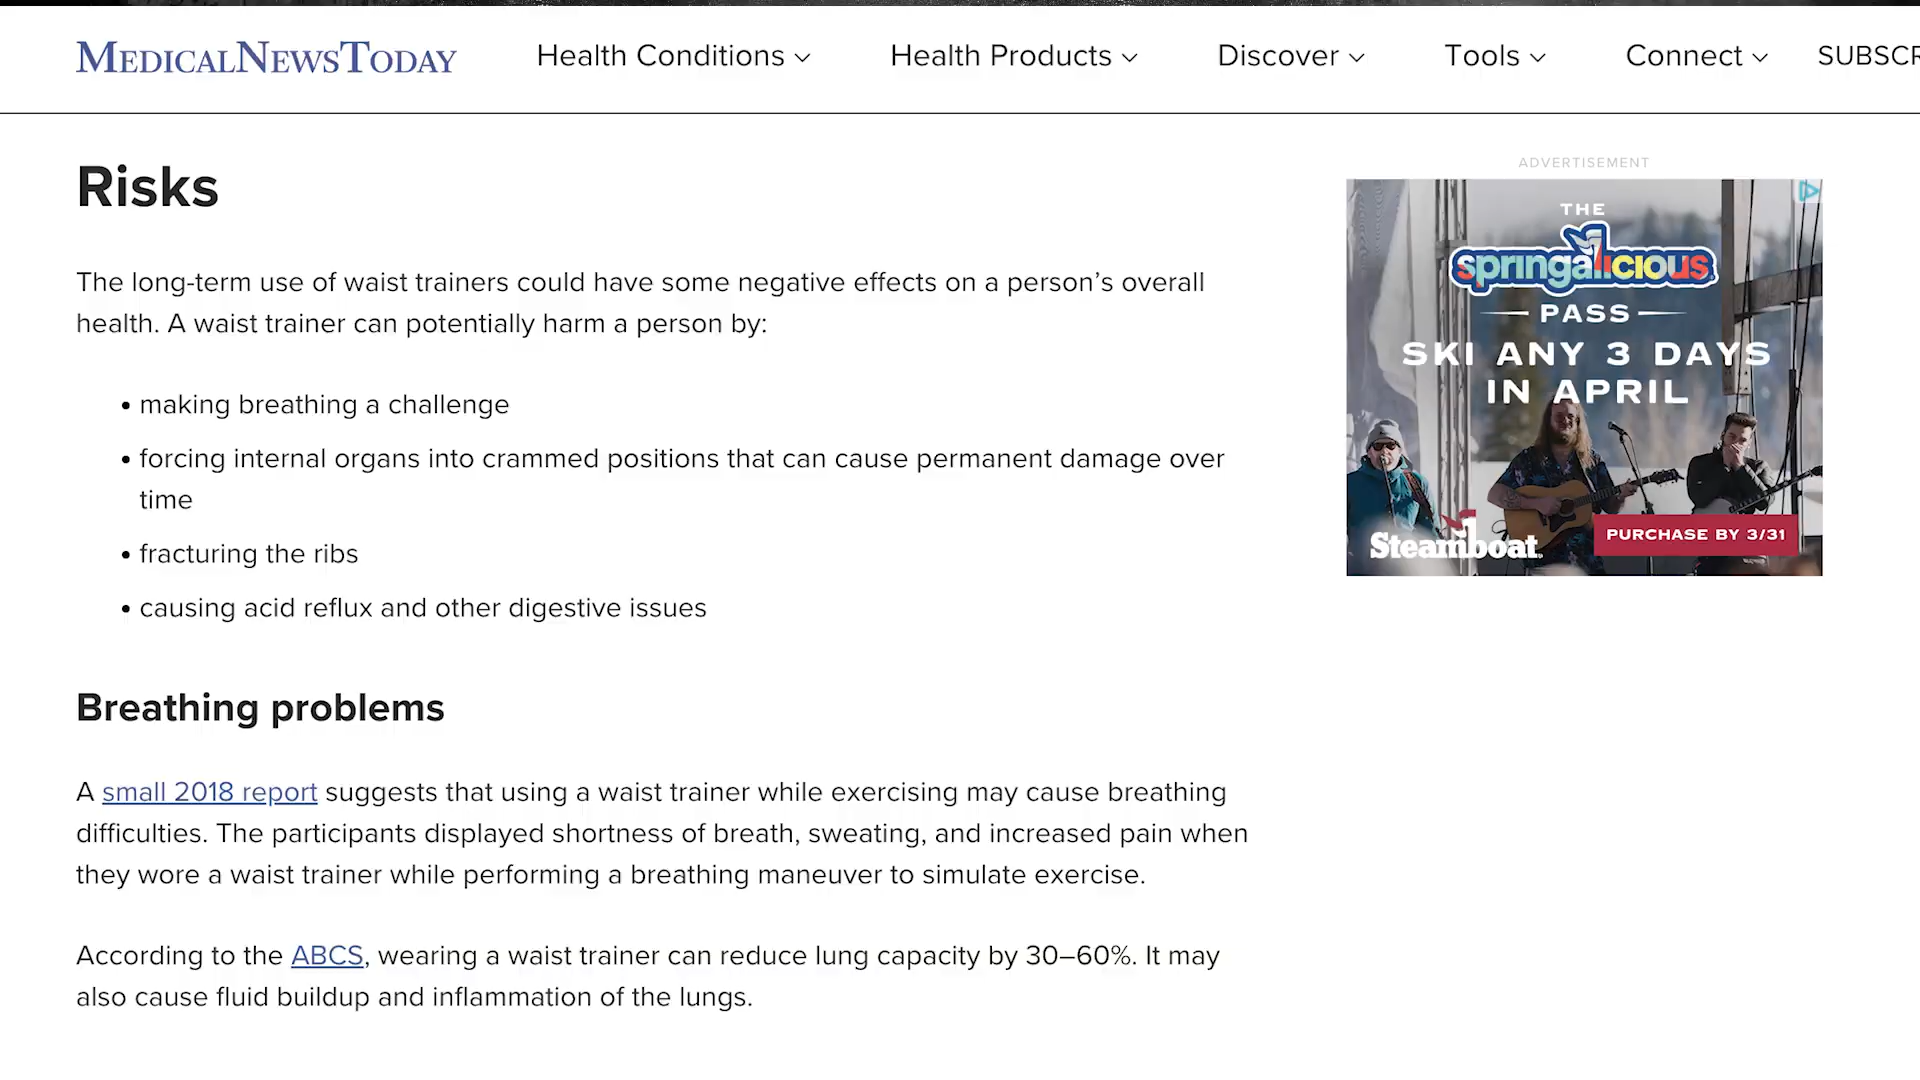 MEDICALNEWSTODAY
Health Conditions
Health Products
Discover
Tools
Connect
SUBSCR
Risks
The long-term use of waist trainers could have some negative effects on a person’s overall
health. A waist trainer can potentially harm a person by:
• making breathing a challenge
• forcing internal organs into crammed positions that can cause permanent damage over
time
• fracturing the ribs
• causing acid reflux and other digestive issues
Breathing problems
A small 2018 report suggests that using a waist trainer while exercising may cause breathing
difficulties. The participants displayed shortness of breath, sweating, and increased pain when
they wore a waist trainer while performing a breathing maneuver to simulate exercise.
According to the ABCS, wearing a waist trainer can reduce lung capacity by 30–60%. It may
also cause fluid buildup and inflammation of the lungs.
ADVERTISEMENT
THE
springalicious
PASS
SKI ANY 3 DAYS
IN APRIL
Steamboat
PURCHASE BY 3/31